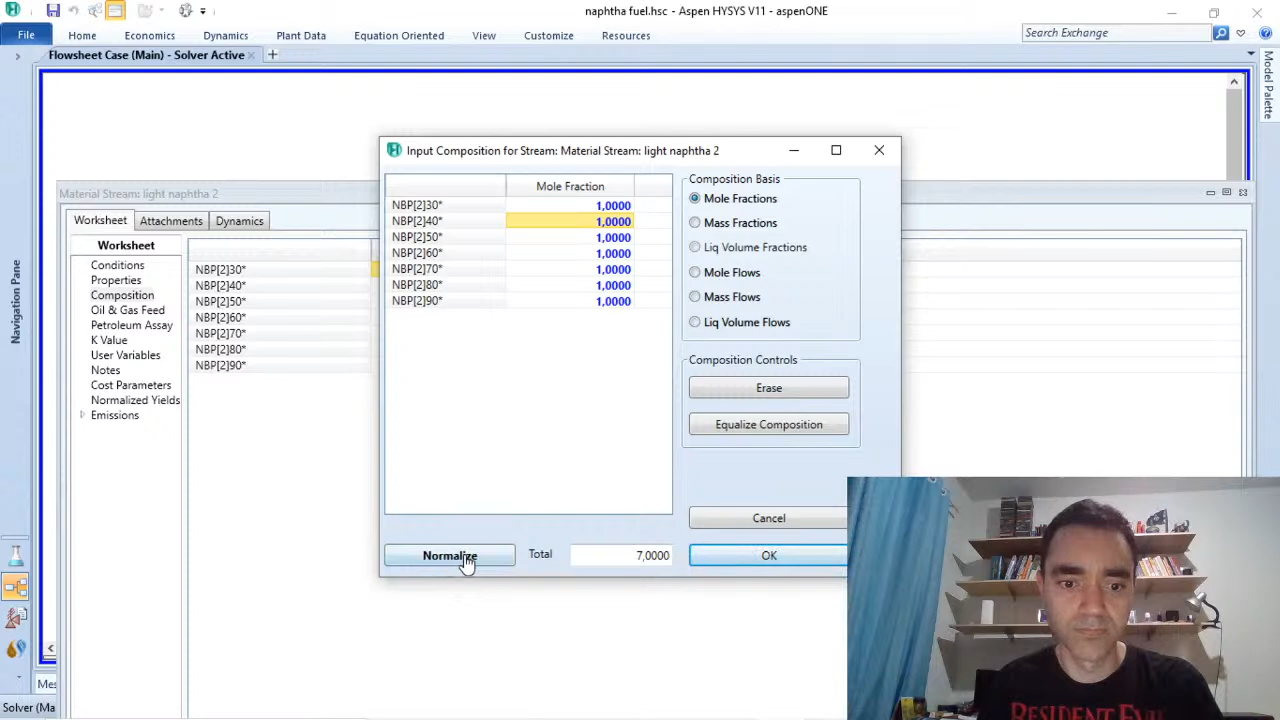 naphtha fuel.hsc - Aspen HYSYS V11 - aspenONE
File Home Economics Dynamics Plant Data Equation Oriented View Customize Resources Search Exchange
Flowsheet Case (Main) - Solver Active
Model Palette
Navigation Pane
Material Stream: light naphtha 2
Worksheet Attachments Dynamics
Worksheet
Conditions
Properties
Composition
Oil & Gas Feed
Petroleum Assay
K Value
User Variables
Notes
Cost Parameters
Normalized Yields
Emissions
NBP[2]30*
NBP[2]40*
NBP[2]50*
NBP[2]60*
NBP[2]70*
NBP[2]80*
NBP[2]90*
Input Composition for Stream: Material Stream: light naphtha 2
Mole Fraction
NBP[2]30* 1,0000
NBP[2]40* 1,0000
NBP[2]50* 1,0000
NBP[2]60* 1,0000
NBP[2]70* 1,0000
NBP[2]80* 1,0000
NBP[2]90* 1,0000
Composition Basis
Mole Fractions
Mass Fractions
Liq Volume Fractions
Mole Flows
Mass Flows
Liq Volume Flows
Composition Controls
Erase
Equalize Composition
Cancel
Normalize Total 7,0000 OK
Mes
Solver (Ma
RESIDENT EVIL